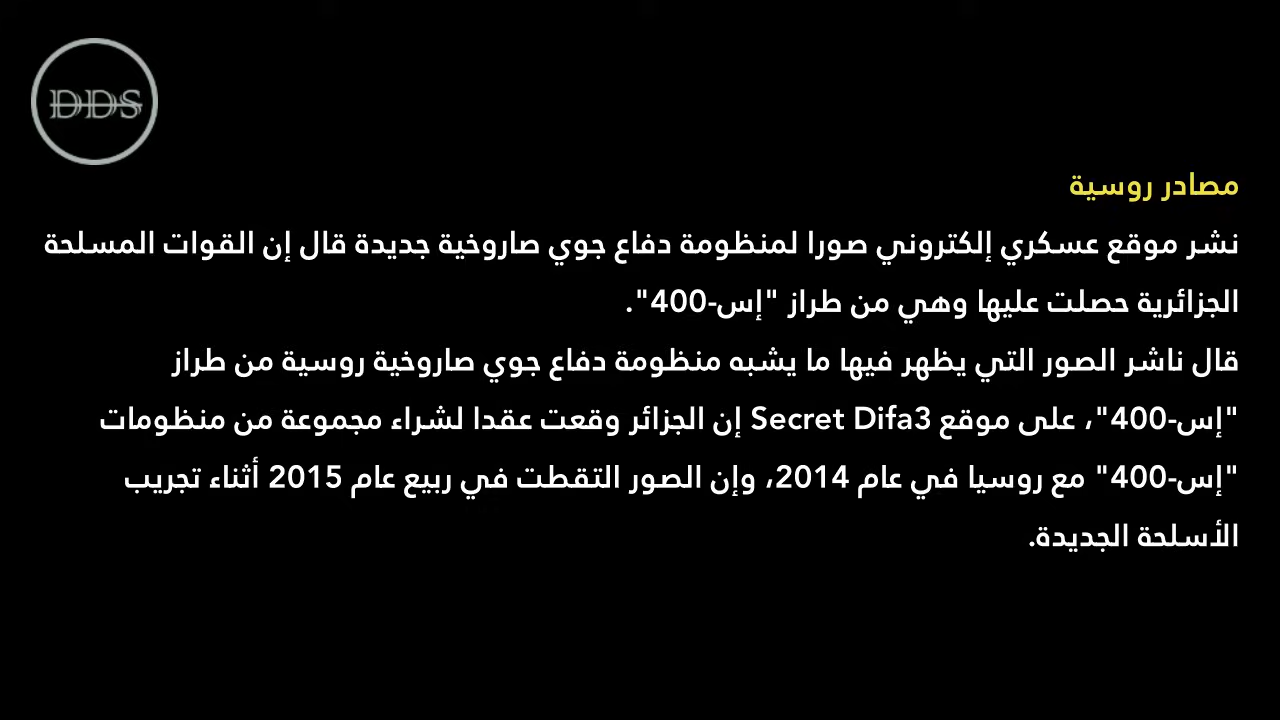 DDS
مصادر روسية
نشر موقع عسكري إلكتروني صورا لمنظومة دفاع جوي صاروخية جديدة قال إن القوات المسلحة
الجزائرية حصلت عليها وهي من طراز "إس-400".
قال ناشر الصور التي يظهر فيها ما يشبه منظومة دفاع جوي صاروخية روسية من طراز
"إس-400"، على موقع Secret Difa3 إن الجزائر وقعت عقدا لشراء مجموعة من منظومات
"إس-400" مع روسيا في عام 2014، وإن الصور التقطت في ربيع عام 2015 أثناء تجريب
الأسلحة الجديدة.